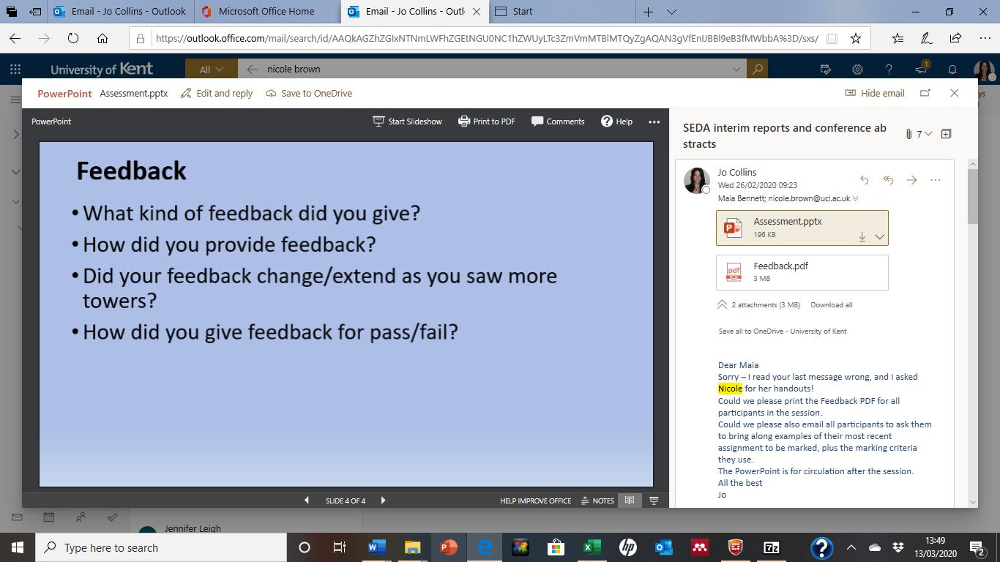 Email - Jo Collins - Outlook
Microsoft Office Home
Email - Jo Collins - Outl
Start
https://outlook.office.com/mail/search/id/AAQkAGZhZGIxNTNmLWFhZGEtNGU0NC1hZWUyLTc3ZmVmMTBlMTQyZgAQAN3gVfEnIJBBl9eB3fMWbbA%3D/sxs/
University of Kent
All
nicole brown
1
PowerPoint
Assessment.pptx
Edit and reply
Save to OneDrive
Hide email
ys
PowerPoint
Start Slideshow
Print to PDF
Comments
Help
Feedback
• What kind of feedback did you give?
• How did you provide feedback?
• Did your feedback change/extend as you saw more
towers?
• How did you give feedback for pass/fail?
SLIDE 4 OF 4
HELP IMPROVE OFFICE
NOTES
SEDA interim reports and conference ab
stracts
7
Jo Collins
Wed 26/02/2020 09:23
Maia Bennett; nicole.brown@ucl.ac.uk
Assessment.pptx
196 KB
Feedback.pdf
3 MB
2 attachments (3 MB)
Download all
Save all to OneDrive - University of Kent
Dear Maia
Sorry – I read your last message wrong, and I asked
Nicole for her handouts!
Could we please print the Feedback PDF for all
participants in the session.
Could we please also email all participants to ask them
to bring along examples of their most recent
assignment to be marked, plus the marking criteria
they use.
The PowerPoint is for circulation after the session.
All the best
Jo
Jennifer Leigh
Type here to search
13:49
13/03/2020
2